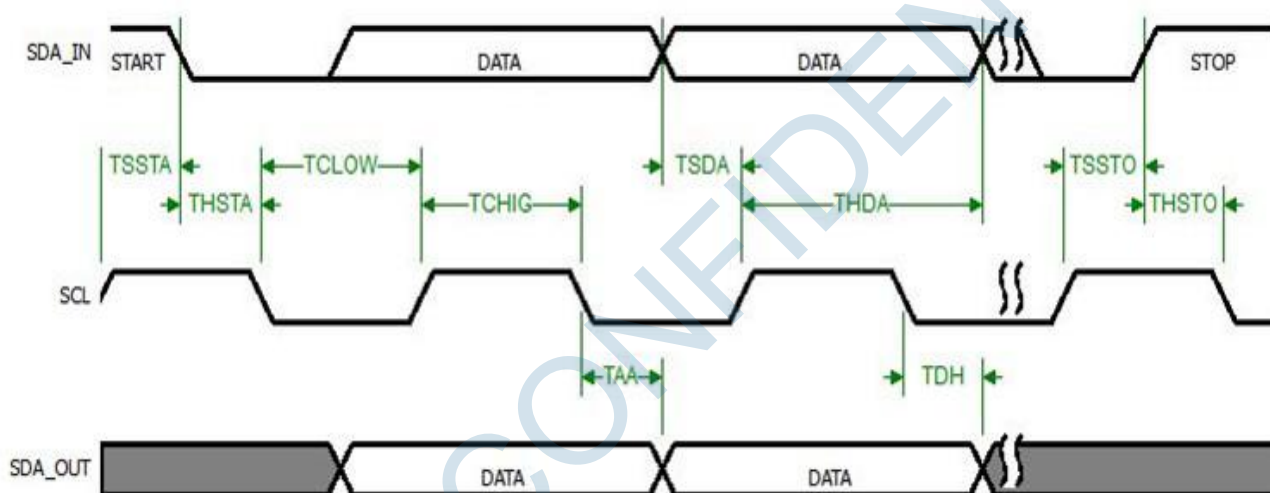 SDA_IN
START
DATA
DATA
STOP
TSSTA
THSTA
TCLOW
TCHIG
TSDA
THDA
TSSTO
THSTO
SCL
TAA
TDH
SDA_OUT
DATA
DATA
CONFIDEN